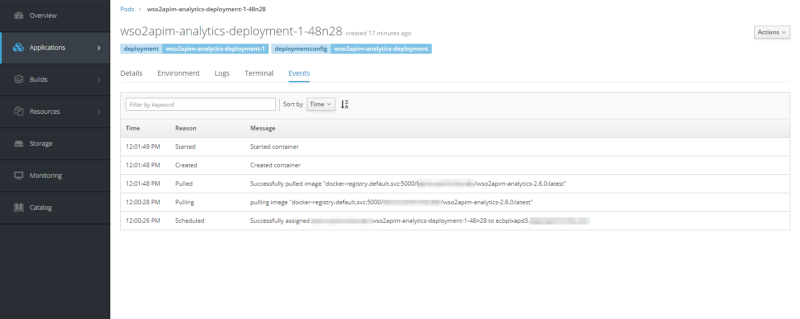 Pods › wso2apim-analytics-deployment-1-48n28
Overview
wso2apim-analytics-deployment-1-48n28 created 17 minutes ago
Actions
deployment wso2apim-analytics-deployment-1 deploymentconfig wso2apim-analytics-deployment
Applications
Details Environment Logs Terminal Events
Builds
Filter by keyword Sort by Time
Resources
Time Reason Message
Storage
12:01:49 PM Started Started container
12:01:48 PM Created Created container
Monitoring
12:01:48 PM Pulled Successfully pulled image "docker-registry.default.svc:5000/ /wso2apim-analytics-2.6.0:latest"
12:00:28 PM Pulling pulling image "docker-registry.default.svc:5000/ /wso2apim-analytics-2.6.0:latest"
Catalog
12:00:26 PM Scheduled Successfully assigned wso2apim-analytics-deployment-1-48n28 to ecbplxapd3.